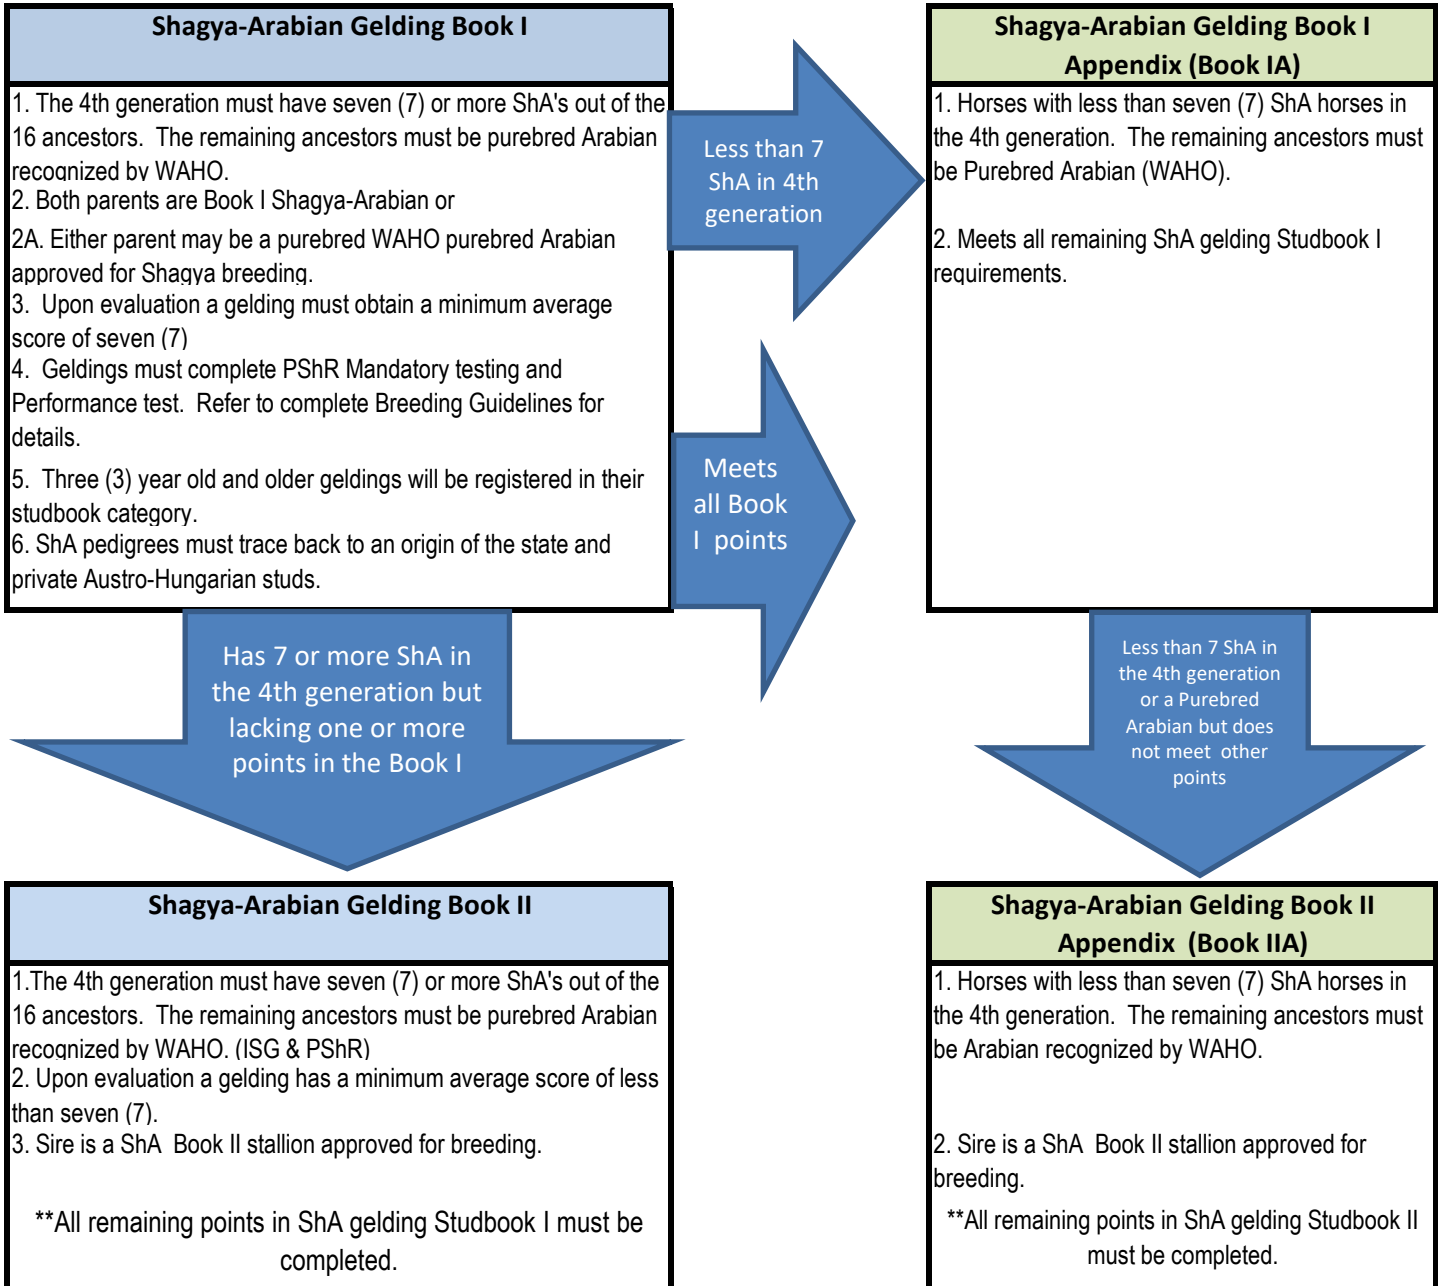 Shagya-Arabian Gelding Book I
1. The 4th generation must have seven (7) or more ShA's out of the
16 ancestors.  The remaining ancestors must be purebred Arabian
recognized by WAHO.
2. Both parents are Book I Shagya-Arabian or
2A. Either parent may be a purebred WAHO purebred Arabian
approved for Shagya breeding.
3.  Upon evaluation a gelding must obtain a minimum average
score of seven (7)
4.  Geldings must complete PShR Mandatory testing and
Performance test.  Refer to complete Breeding Guidelines for
details.
5.  Three (3) year old and older geldings will be registered in their
studbook category.
6. ShA pedigrees must trace back to an origin of the state and
private Austro-Hungarian studs.
Less than 7
ShA in 4th
generation
Meets
all Book
I  points
Shagya-Arabian Gelding Book I
Appendix (Book IA)
1. Horses with less than seven (7) ShA horses in
the 4th generation.  The remaining ancestors must
be Purebred Arabian (WAHO).
2. Meets all remaining ShA gelding Studbook I
requirements.
Has 7 or more ShA in
the 4th generation but
lacking one or more
points in the Book I
Less than 7 ShA in
the 4th generation
or a Purebred
Arabian but does
not meet  other
points
Shagya-Arabian Gelding Book II
1.The 4th generation must have seven (7) or more ShA's out of the
16 ancestors.  The remaining ancestors must be purebred Arabian
recognized by WAHO. (ISG & PShR)
2. Upon evaluation a gelding has a minimum average score of less
than seven (7).
3. Sire is a ShA  Book II stallion approved for breeding.
**All remaining points in ShA gelding Studbook I must be
completed.
Shagya-Arabian Gelding Book II
Appendix  (Book IIA)
1. Horses with less than seven (7) ShA horses in
the 4th generation.  The remaining ancestors must
be Arabian recognized by WAHO.
2. Sire is a ShA  Book II stallion approved for
breeding.
**All remaining points in ShA gelding Studbook II
must be completed.